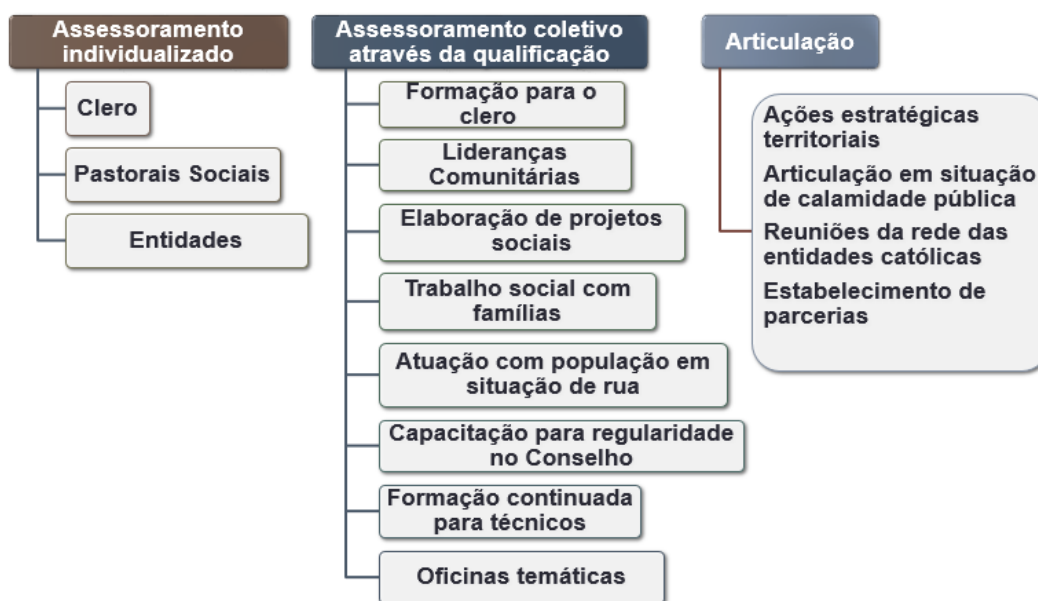 Assessoramento
individualizado
Clero
Pastorais Sociais
Entidades
Assessoramento coletivo
através da qualificação
Formação para o
clero
Lideranças
Comunitárias
Elaboração de projetos
sociais
Trabalho social com
famílias
Atuação com população em
situação de rua
Capacitação para regularidade
no Conselho
Formação continuada
para técnicos
Oficinas temáticas
Articulação
Ações estratégicas
territoriais
Articulação em situação
de calamidade pública
Reuniões da rede das
entidades católicas
Estabelecimento de
parcerias